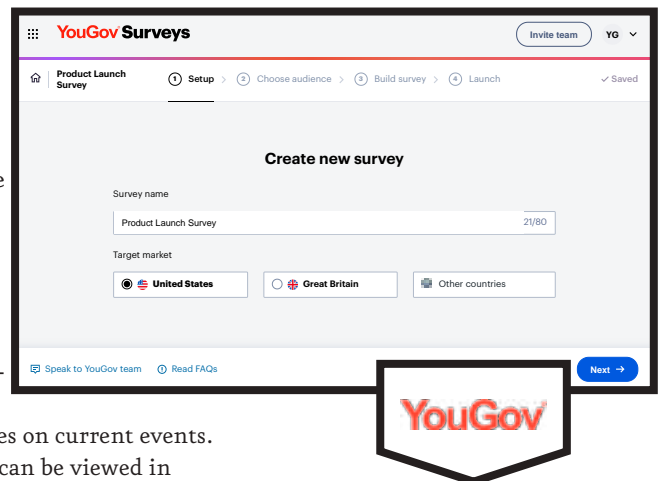 YouGov Surveys
Invite team
YG
Product Launch
Survey
1 Setup > 2 Choose audience > 3 Build survey > 4 Launch
✓ Saved
Create new survey
Survey name
Product Launch Survey
21/80
Target market
United States
Great Britain
Other countries
Speak to YouGov team
Read FAQs
Next →
YouGov
es on current events.
can be viewed in